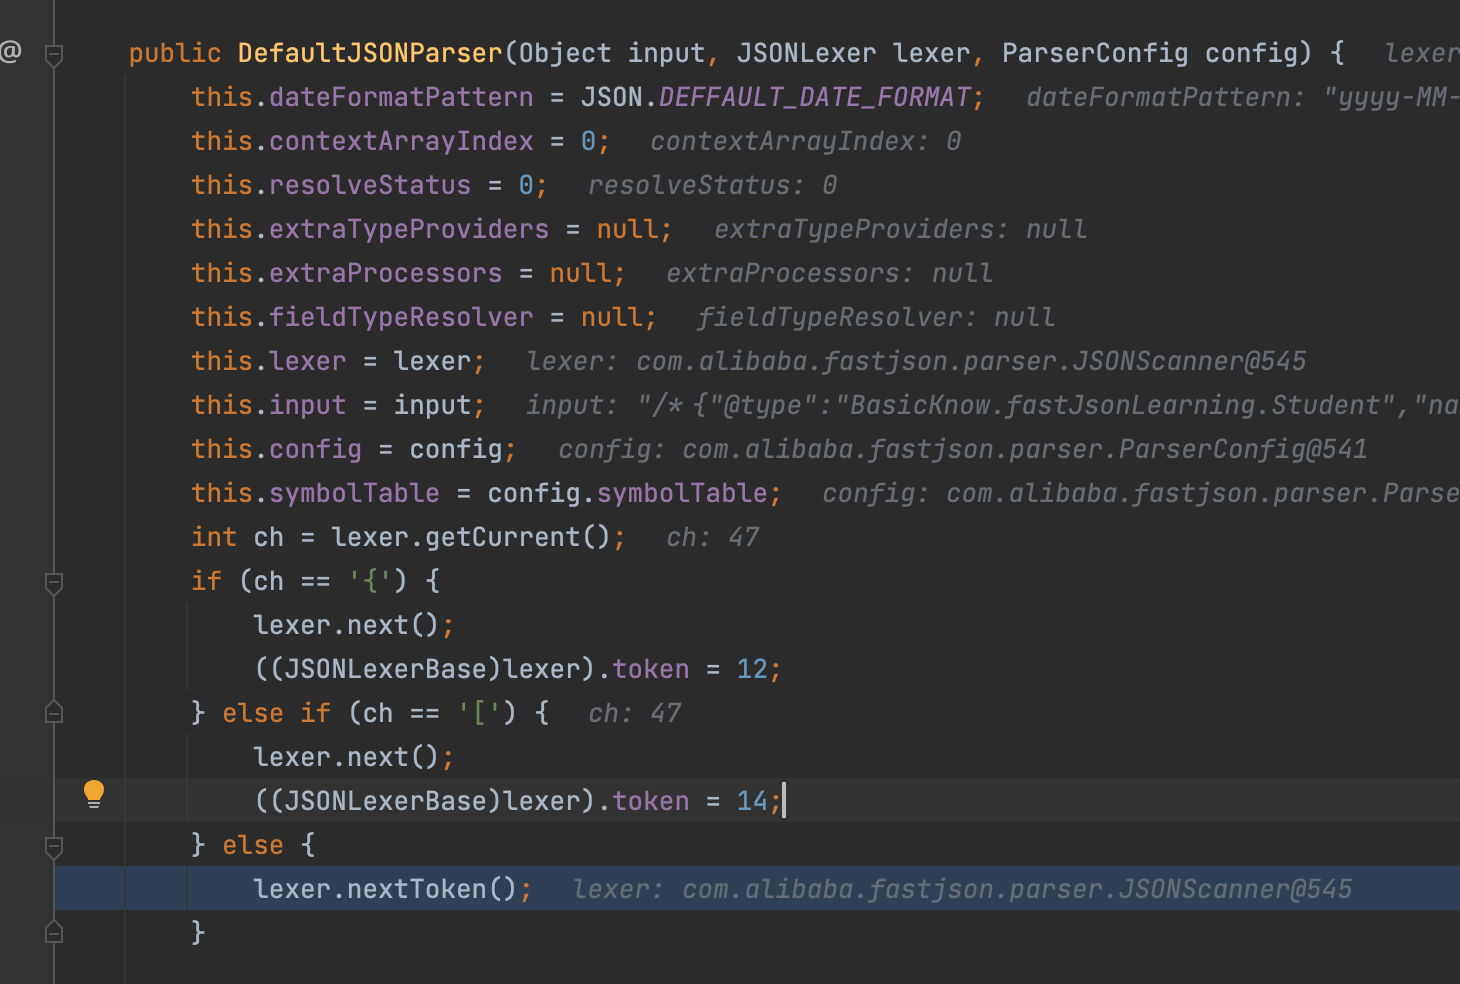 @ public DefaultJSONParser(Object input, JSONLexer lexer, ParserConfig config) { lexer
this.dateFormatPattern = JSON.DEFFAULT_DATE_FORMAT; dateFormatPattern: "yyyy-MM-
this.contextArrayIndex = 0; contextArrayIndex: 0
this.resolveStatus = 0; resolveStatus: 0
this.extraTypeProviders = null; extraTypeProviders: null
this.extraProcessors = null; extraProcessors: null
this.fieldTypeResolver = null; fieldTypeResolver: null
this.lexer = lexer; lexer: com.alibaba.fastjson.parser.JSONScanner@545
this.input = input; input: "/* {"@type":"BasicKnow.fastJsonLearning.Student","na
this.config = config; config: com.alibaba.fastjson.parser.ParserConfig@541
this.symbolTable = config.symbolTable; config: com.alibaba.fastjson.parser.Parse
int ch = lexer.getCurrent(); ch: 47
if (ch == '{') {
lexer.next();
((JSONLexerBase)lexer).token = 12;
} else if (ch == '[') { ch: 47
lexer.next();
((JSONLexerBase)lexer).token = 14;
} else {
lexer.nextToken(); lexer: com.alibaba.fastjson.parser.JSONScanner@545
}